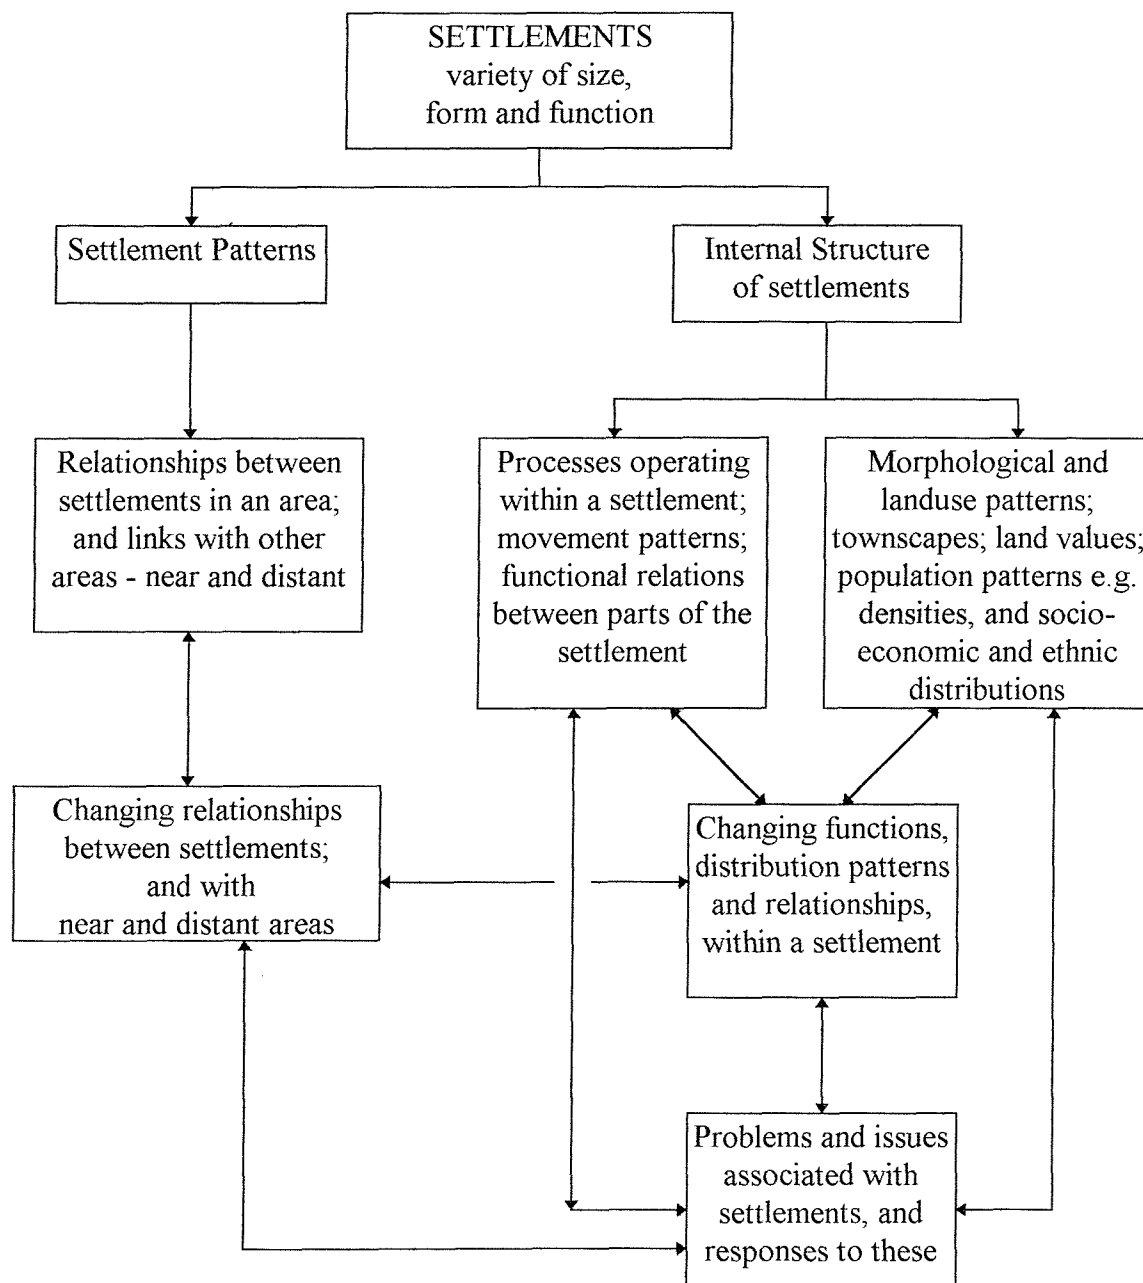 SETTLEMENTS
variety of size,
form and function
Settlement Patterns
Internal Structure
of settlements
Relationships between
settlements in an area;
and links with other
areas - near and distant
Processes operating
within a settlement;
movement patterns;
functional relations
between parts of the
settlement
Morphological and
landuse patterns;
townscapes; land values;
population patterns e.g.
densities, and socio-
economic and ethnic
distributions
Changing relationships
between settlements;
and with
near and distant areas
Changing functions,
distribution patterns
and relationships,
within a settlement
Problems and issues
associated with
settlements, and
responses to these